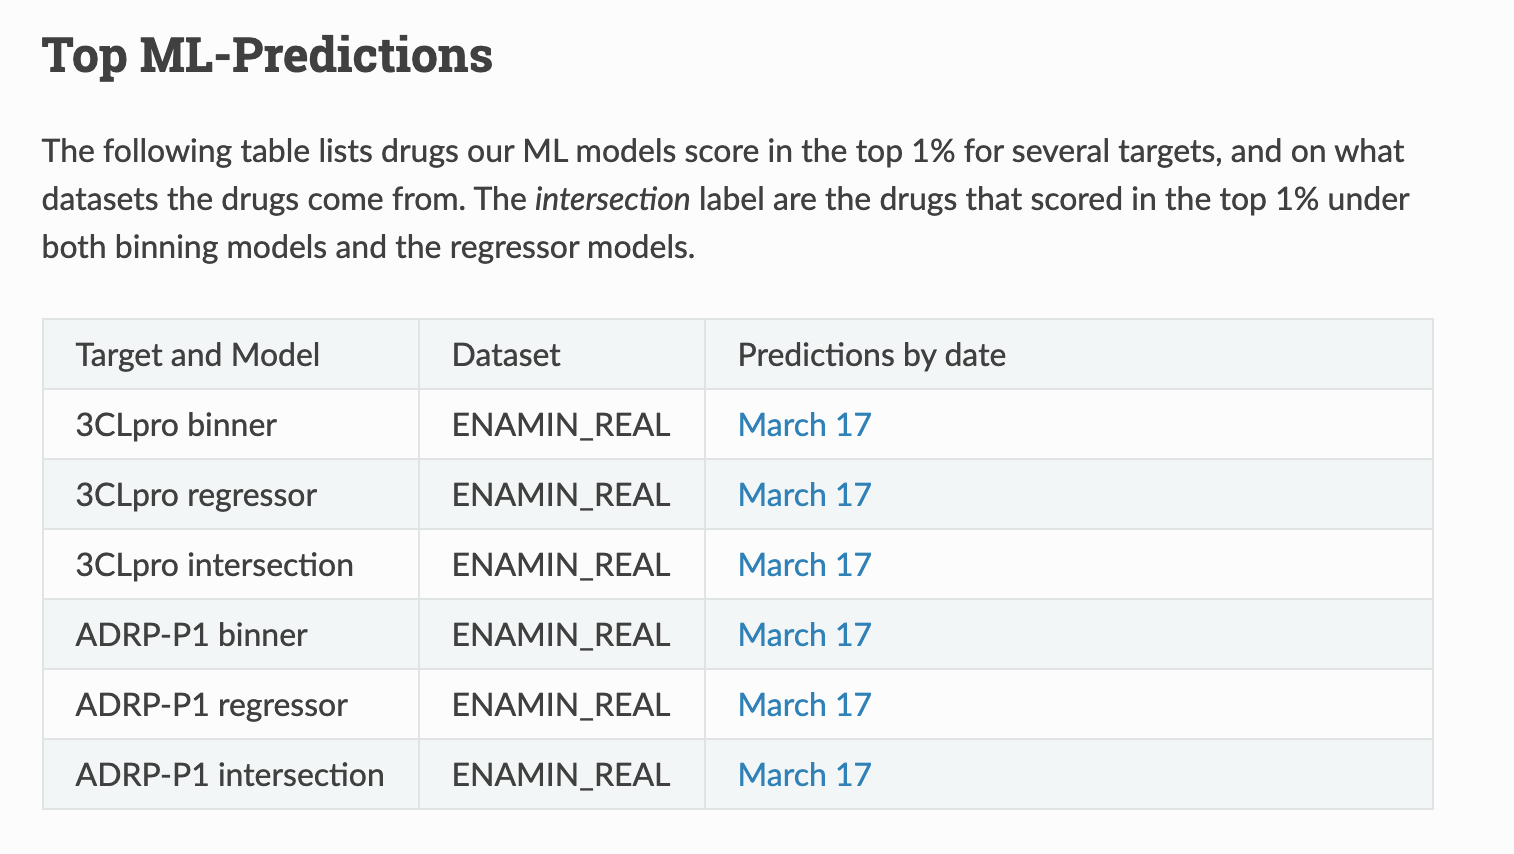 Top ML-Predictions
The following table lists drugs our ML models score in the top 1% for several targets, and on what
datasets the drugs come from. The intersection label are the drugs that scored in the top 1% under
both binning models and the regressor models.
Target and Model Dataset Predictions by date
3CLpro binner ENAMIN_REAL March 17
3CLpro regressor ENAMIN_REAL March 17
3CLpro intersection ENAMIN_REAL March 17
ADRP-P1 binner ENAMIN_REAL March 17
ADRP-P1 regressor ENAMIN_REAL March 17
ADRP-P1 intersection ENAMIN_REAL March 17